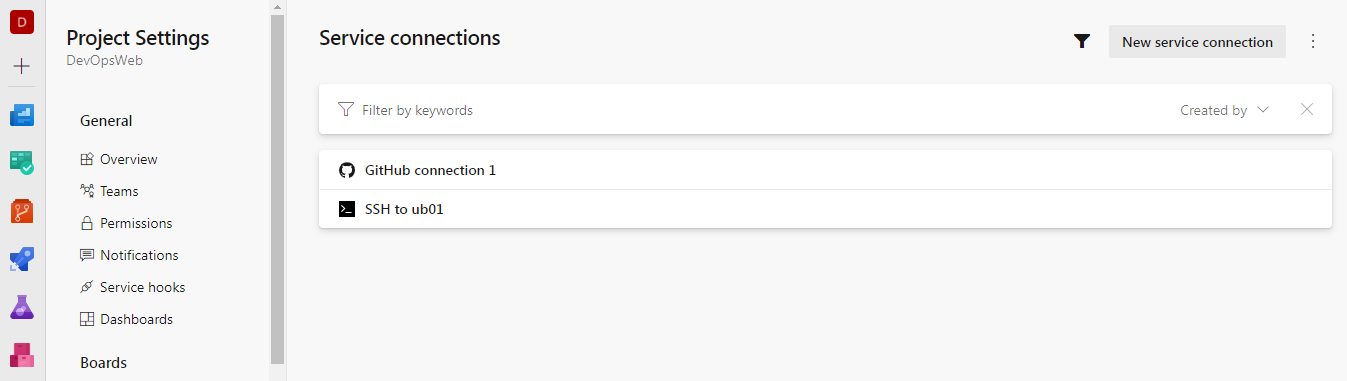 D
Project Settings
DevOpsWeb
General
Overview
Teams
Permissions
Notifications
Service hooks
Dashboards
Boards
Service connections
New service connection
Filter by keywords
Created by
GitHub connection 1
SSH to ub01